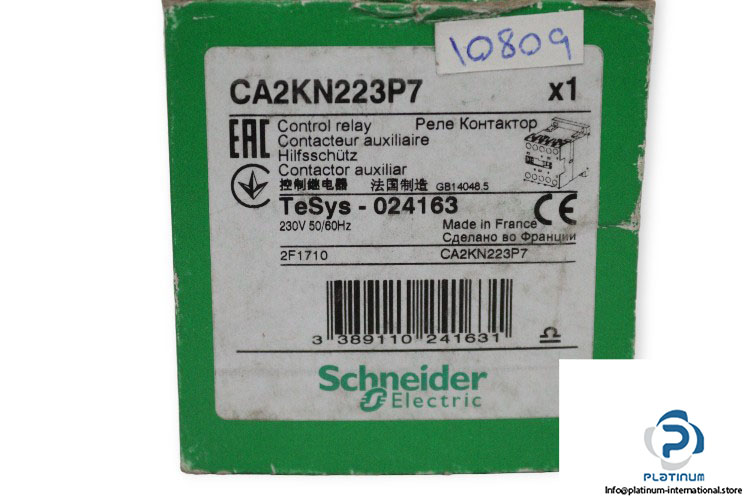 10809
CA2KN223P7 x1
EAC Control relay Реле Контактор
Contacteur auxiliaire
Hilfsschütz
Contactor auxiliar
控制继电器 法国制造 GB14048.5
TeSys - 024163
230V 50/60Hz Made in France CE
Сделано во Франции
2F1710 CA2KN223P7
3 389110 241631
Schneider
Electric
PLATINUM
Info@platinum-international.store